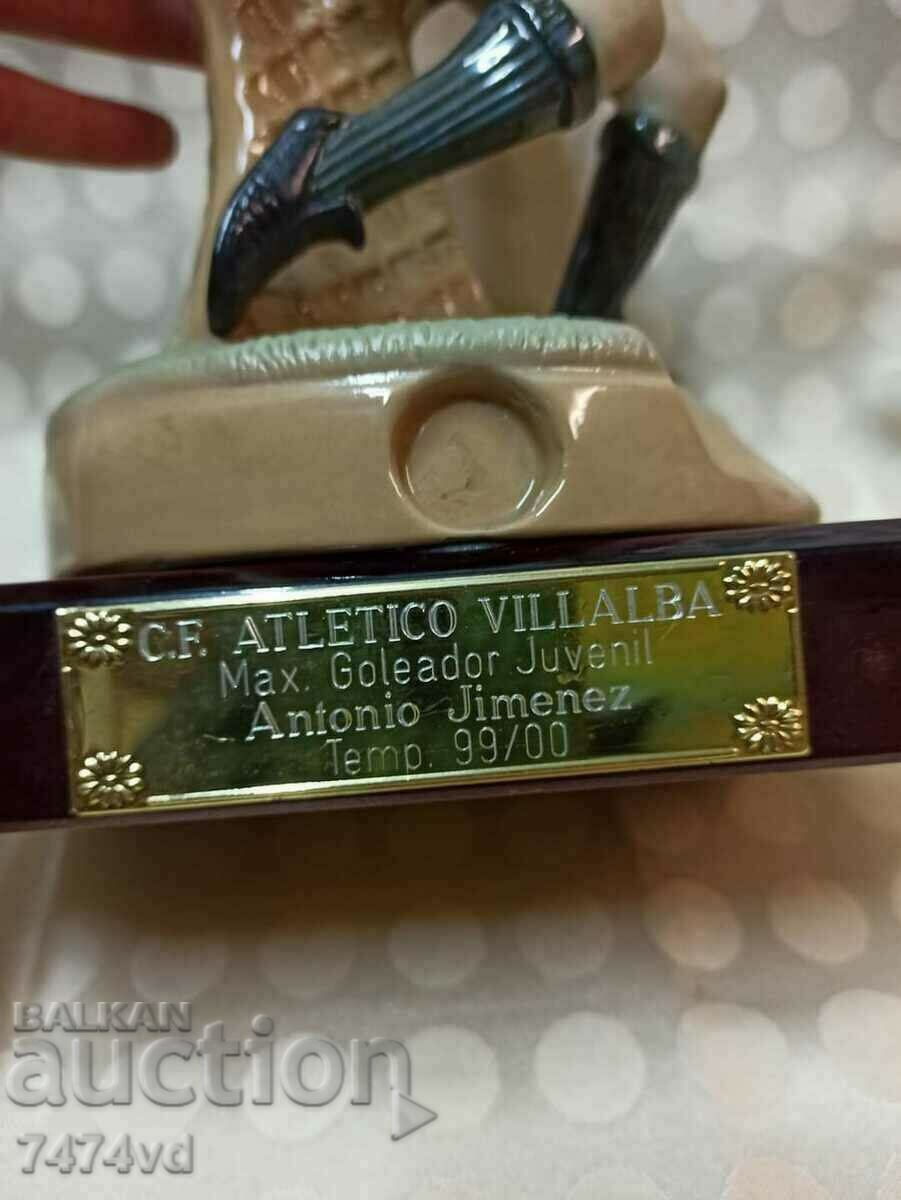 C.F. ATLETICO VILLALBA
Max. Goleador Juvenil
Antonio Jimenez
Temp. 99/00
BALKAN
auction
7474vd